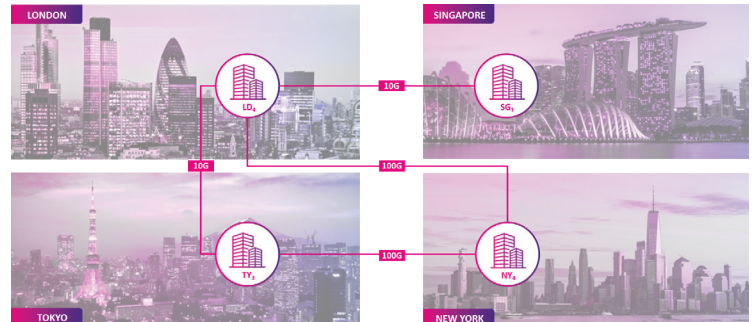 LONDON
SINGAPORE
LD₄
10G
SG₁
10G
100G
TY₃
100G
NY₄
TOKYO
NEW YORK